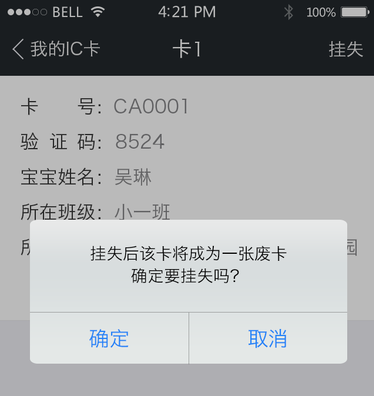 BELL 4:21 PM 100%
我的IC卡 卡1 挂失
卡 号: CA0001
验 证 码: 8524
宝宝姓名: 吴琳
所在班级: 小一班
园
挂失后该卡将成为一张废卡
确定要挂失吗?
确定 取消